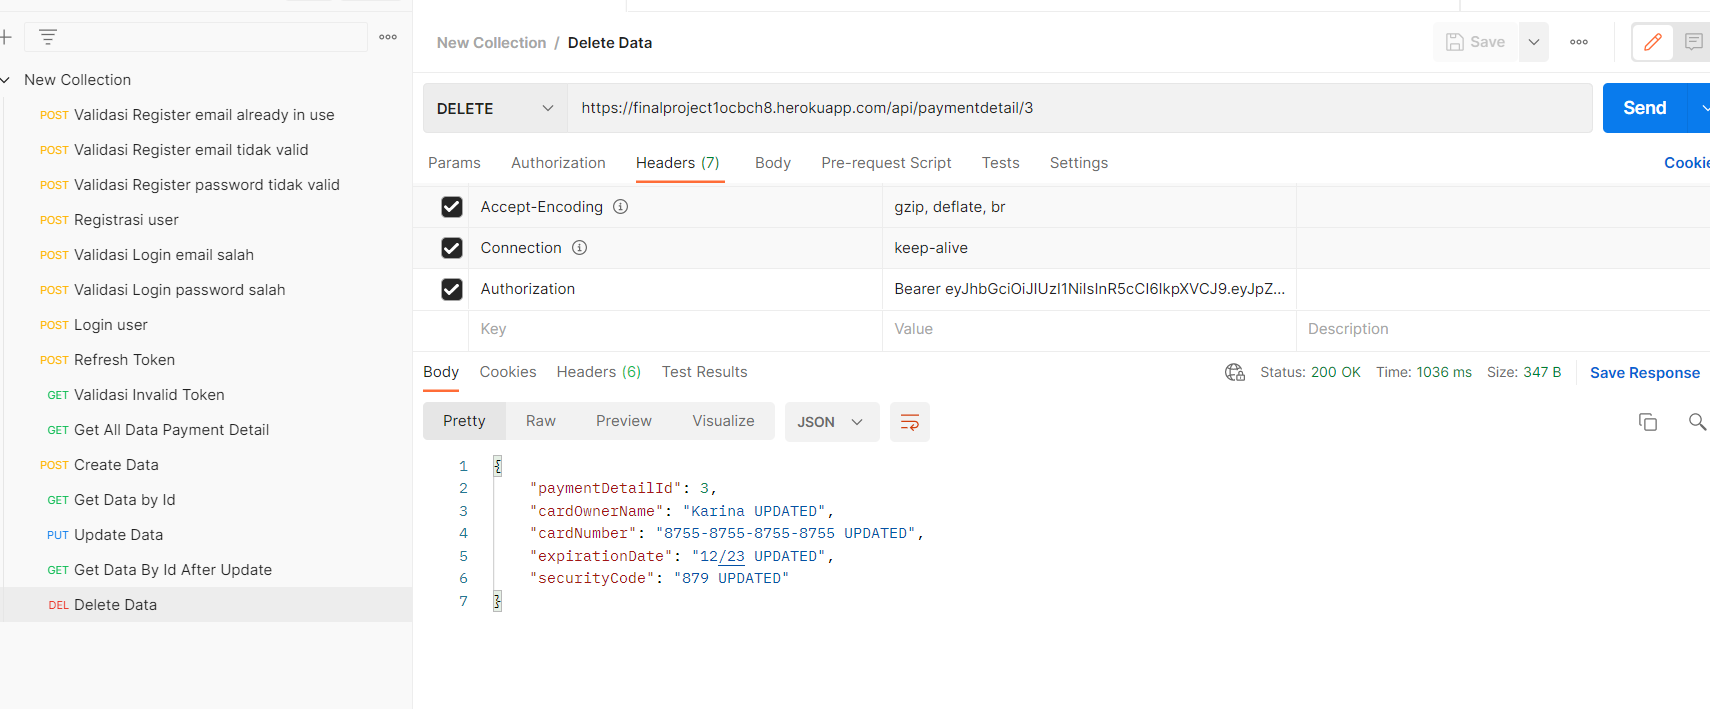 New Collection
POST Validasi Register email already in use
POST Validasi Register email tidak valid
POST Validasi Register password tidak valid
POST Registrasi user
POST Validasi Login email salah
POST Validasi Login password salah
POST Login user
POST Refresh Token
GET Validasi Invalid Token
GET Get All Data Payment Detail
POST Create Data
GET Get Data by Id
PUT Update Data
GET Get Data By Id After Update
DEL Delete Data
New Collection / Delete Data
Save
DELETE https://finalproject1ocbch8.herokuapp.com/api/paymentdetail/3 Send
Params Authorization Headers (7) Body Pre-request Script Tests Settings Cookie
Accept-Encoding gzip, deflate, br
Connection keep-alive
Authorization Bearer eyJhbGciOiJIUzI1NiIsInR5cCI6IkpXVCJ9.eyJpZ...
Key Value Description
Body Cookies Headers (6) Test Results Status: 200 OK Time: 1036 ms Size: 347 B Save Response
Pretty Raw Preview Visualize JSON
1 {
2 "paymentDetailId": 3,
3 "cardOwnerName": "Karina UPDATED",
4 "cardNumber": "8755-8755-8755-8755 UPDATED",
5 "expirationDate": "12/23 UPDATED",
6 "securityCode": "879 UPDATED"
7 }